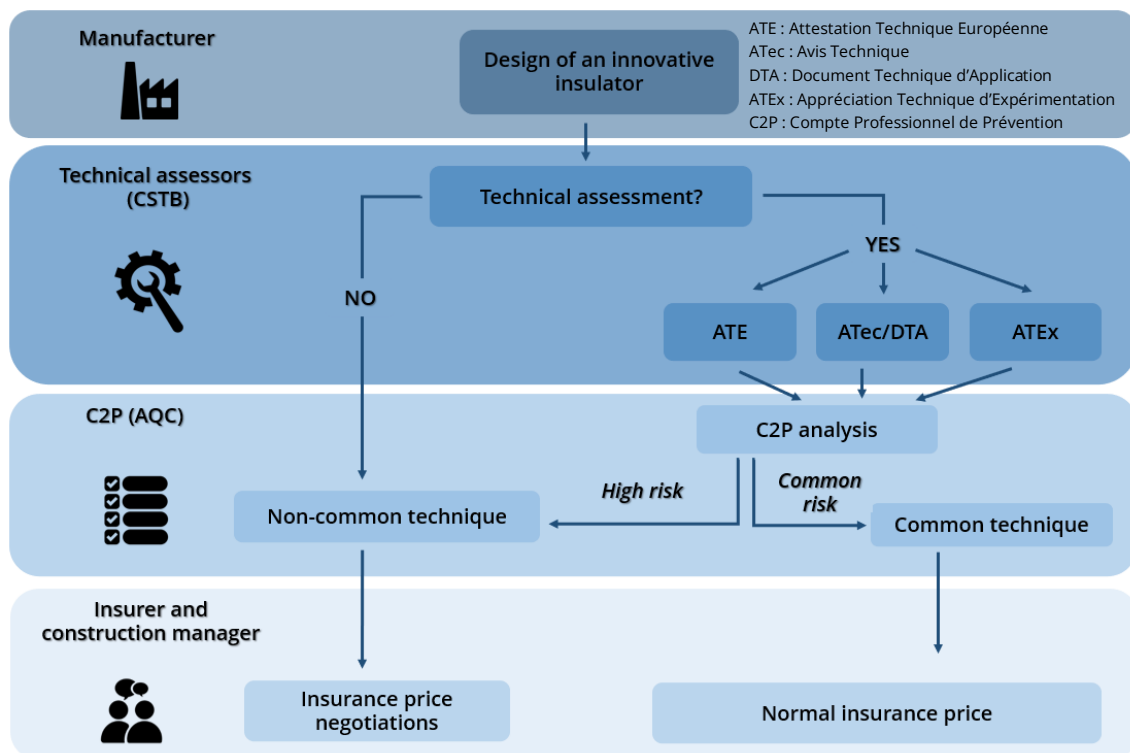 Manufacturer
Design of an innovative
insulator
ATE : Attestation Technique Européenne
ATec : Avis Technique
DTA : Document Technique d’Application
ATEx : Appréciation Technique d’Expérimentation
C2P : Compte Professionnel de Prévention
Technical assessors
(CSTB)
Technical assessment?
NO
YES
ATE
ATec/DTA
ATEx
C2P (AQC)
C2P analysis
High risk
Common
risk
Non-common technique
Common technique
Insurer and
construction manager
Insurance price
negotiations
Normal insurance price